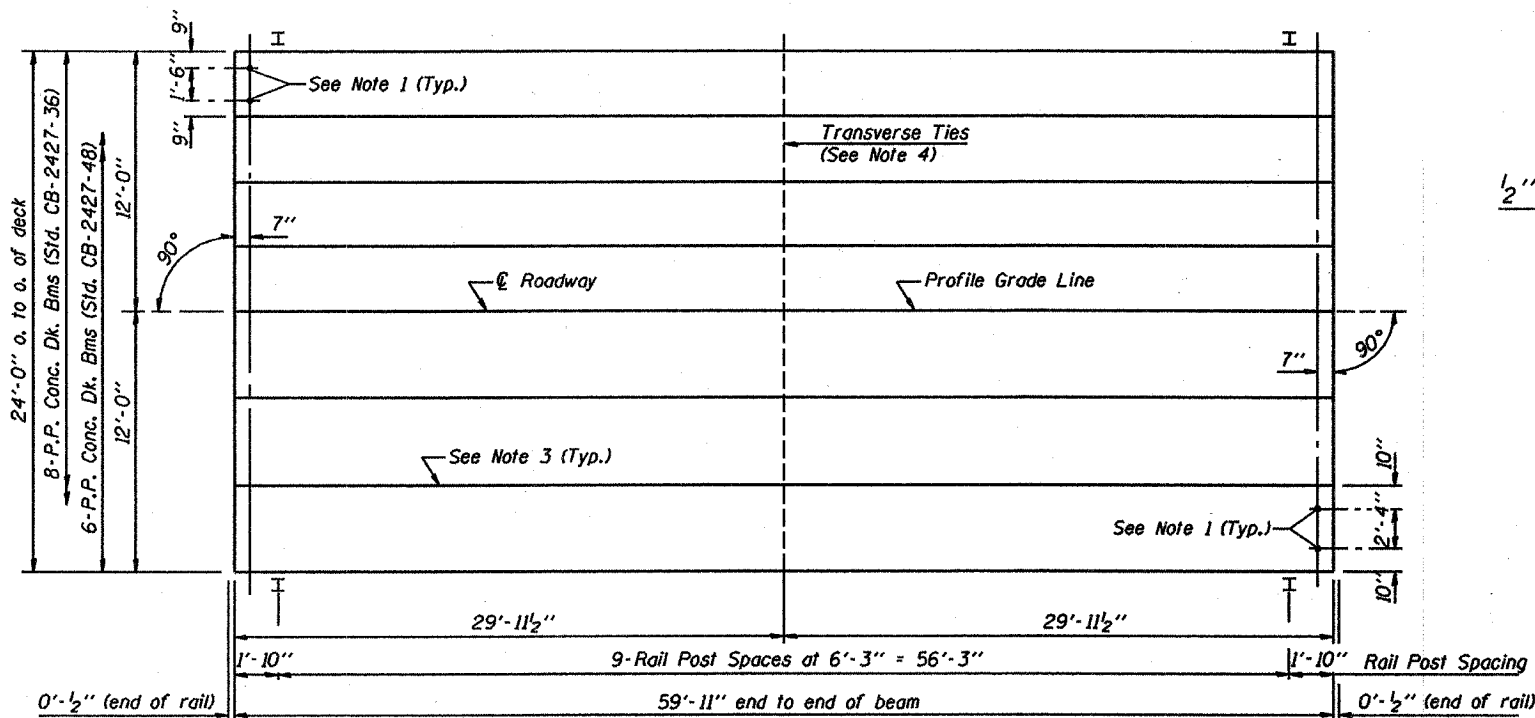 9"
1'-6"
9"
See Note 1 (Typ.)
Transverse Ties
(See Note 4)
1/2"
24'-0" o. to o. of deck
8-P.P. Conc. Dk. Bms (Std. CB-2427-36)
6-P.P. Conc. Dk. Bms (Std. CB-2427-48)
12'-0"
12'-0"
90°
7"
℄ Roadway
Profile Grade Line
7"
90°
See Note 3 (Typ.)
See Note 1 (Typ.)
10"
2'-4"
10"
29'-11 1/2"
29'-11 1/2"
1'-10"
9-Rail Post Spaces at 6'-3" = 56'-3"
1'-10"
Rail Post Spacing
0'-1/2" (end of rail)
59'-11" end to end of beam
0'-1/2" (end of rail)